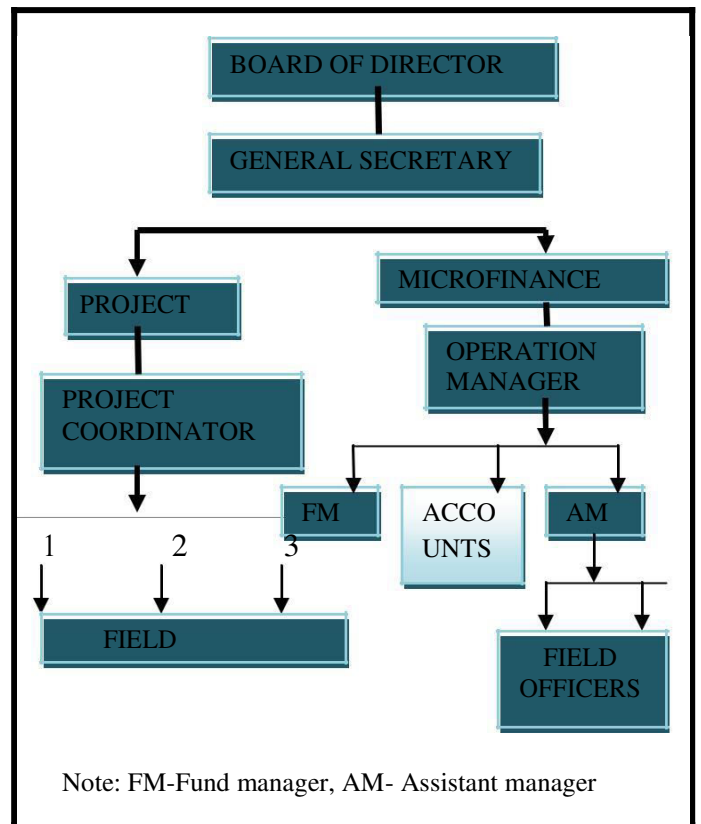 BOARD OF DIRECTOR
GENERAL SECRETARY
PROJECT
MICROFINANCE
PROJECT
COORDINATOR
OPERATION
MANAGER
FM
ACCO
UNTS
AM
1 2 3
FIELD
FIELD
OFFICERS
Note: FM-Fund manager, AM- Assistant manager